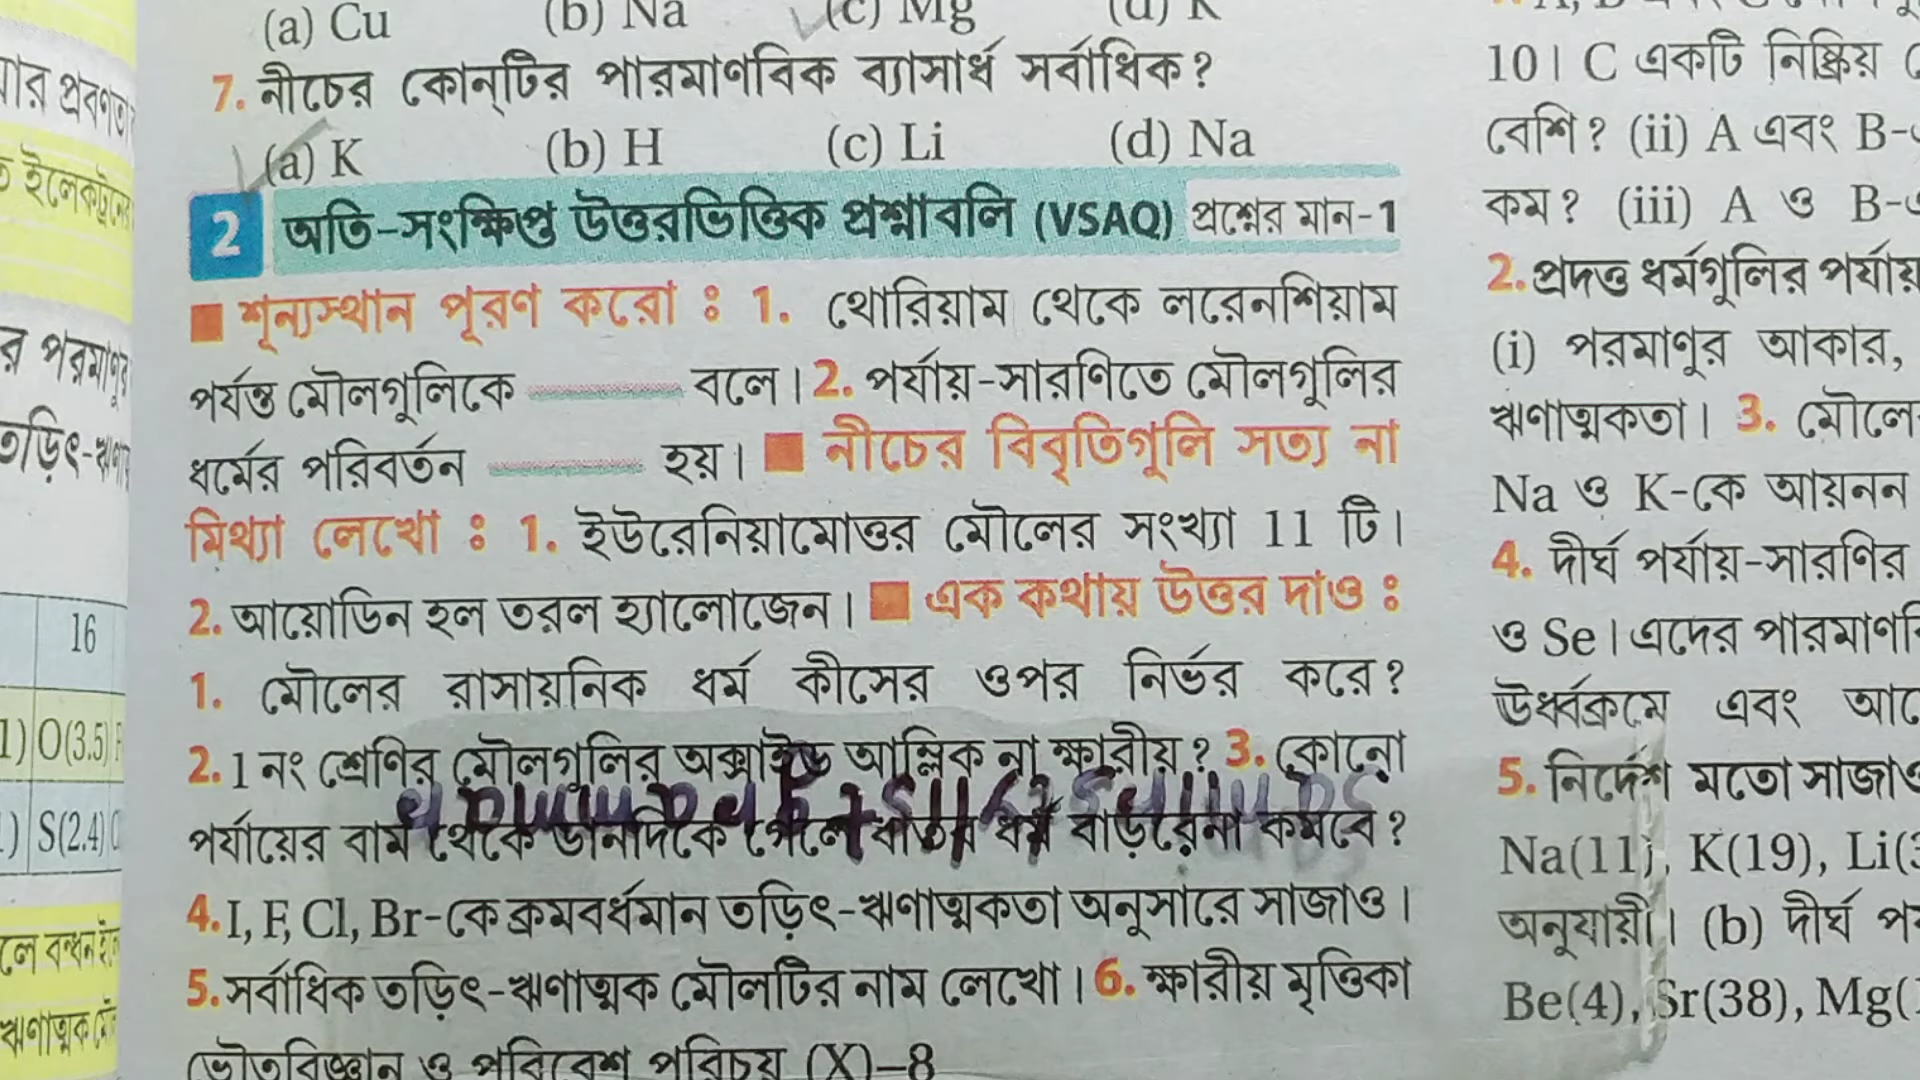 (a) Cu (b) Na (c) Mg (d) K
7. নীচের কোন্‌টির পারমাণবিক ব্যাসার্ধ সর্বাধিক?
(a) K (b) H (c) Li (d) Na
2 অতি-সংক্ষিপ্ত উত্তরভিত্তিক প্রশ্নাবলি (VSAQ) প্রশ্নের মান-1
■ শূন্যস্থান পূরণ করো : 1. থোরিয়াম থেকে লরেনশিয়াম
পর্যন্ত মৌলগুলিকে ______ বলে। 2. পর্যায়-সারণিতে মৌলগুলির
ধর্মের পরিবর্তন ______ হয়। ■ নীচের বিবৃতিগুলি সত্য না
মিথ্যা লেখো : 1. ইউরেনিয়ামোত্তর মৌলের সংখ্যা 11 টি।
2. আয়োডিন হল তরল হ্যালোজেন। ■ এক কথায় উত্তর দাও :
1. মৌলের রাসায়নিক ধর্ম কীসের ওপর নির্ভর করে?
2. 1 নং শ্রেণির মৌলগুলির অক্সাইড আম্লিক না ক্ষারীয়? 3. কোনো
পর্যায়ের বাম থেকে ডানদিকে গেলে ধাতব ধর্ম বাড়বে না কমবে?
4. I, F, Cl, Br-কে ক্রমবর্ধমান তড়িৎ-ঋণাত্মকতা অনুসারে সাজাও।
5. সর্বাধিক তড়িৎ-ঋণাত্মক মৌলটির নাম লেখো। 6. ক্ষারীয় মৃত্তিকা
ভৌতবিজ্ঞান ও পরিবেশ পরিচয় (X)–8
10। C একটি নিষ্ক্রিয়
বেশি? (ii) A এবং B-
কম? (iii) A ও B-
2. প্রদত্ত ধর্মগুলির পর্যায়
(i) পরমাণুর আকার,
ঋণাত্মকতা। 3. মৌলে
Na ও K-কে আয়নন
4. দীর্ঘ পর্যায়-সারণির
ও Se। এদের পারমাণবি
ঊর্ধ্বক্রমে এবং
5. নির্দেশ মতো সাজাও
Na(11), K(19), Li(3
অনুযায়ী। (b) দীর্ঘ
Be(4), Sr(38), Mg(
র পরমাণুর
তড়িৎ-
16
O(3.5)
S(2.4)